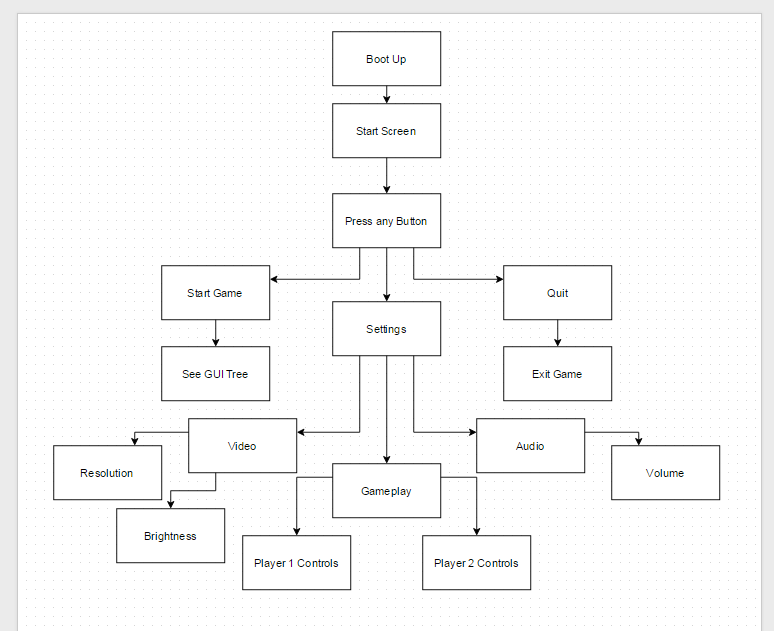 Boot Up
Start Screen
Press any Button
Start Game
Quit
Settings
See GUI Tree
Exit Game
Video
Audio
Resolution
Volume
Gameplay
Brightness
Player 1 Controls
Player 2 Controls